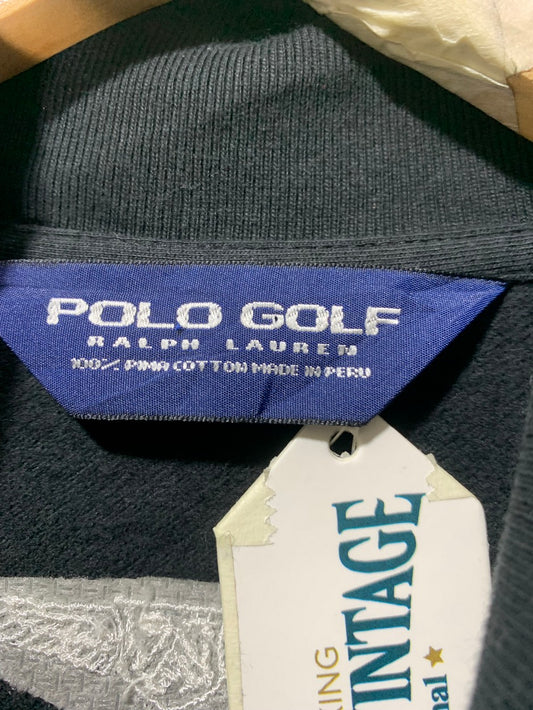 POLO GOLF
RALPH LAUREN
100% PIMA COTTON MADE IN PERU
KING
VINTAGE
nal